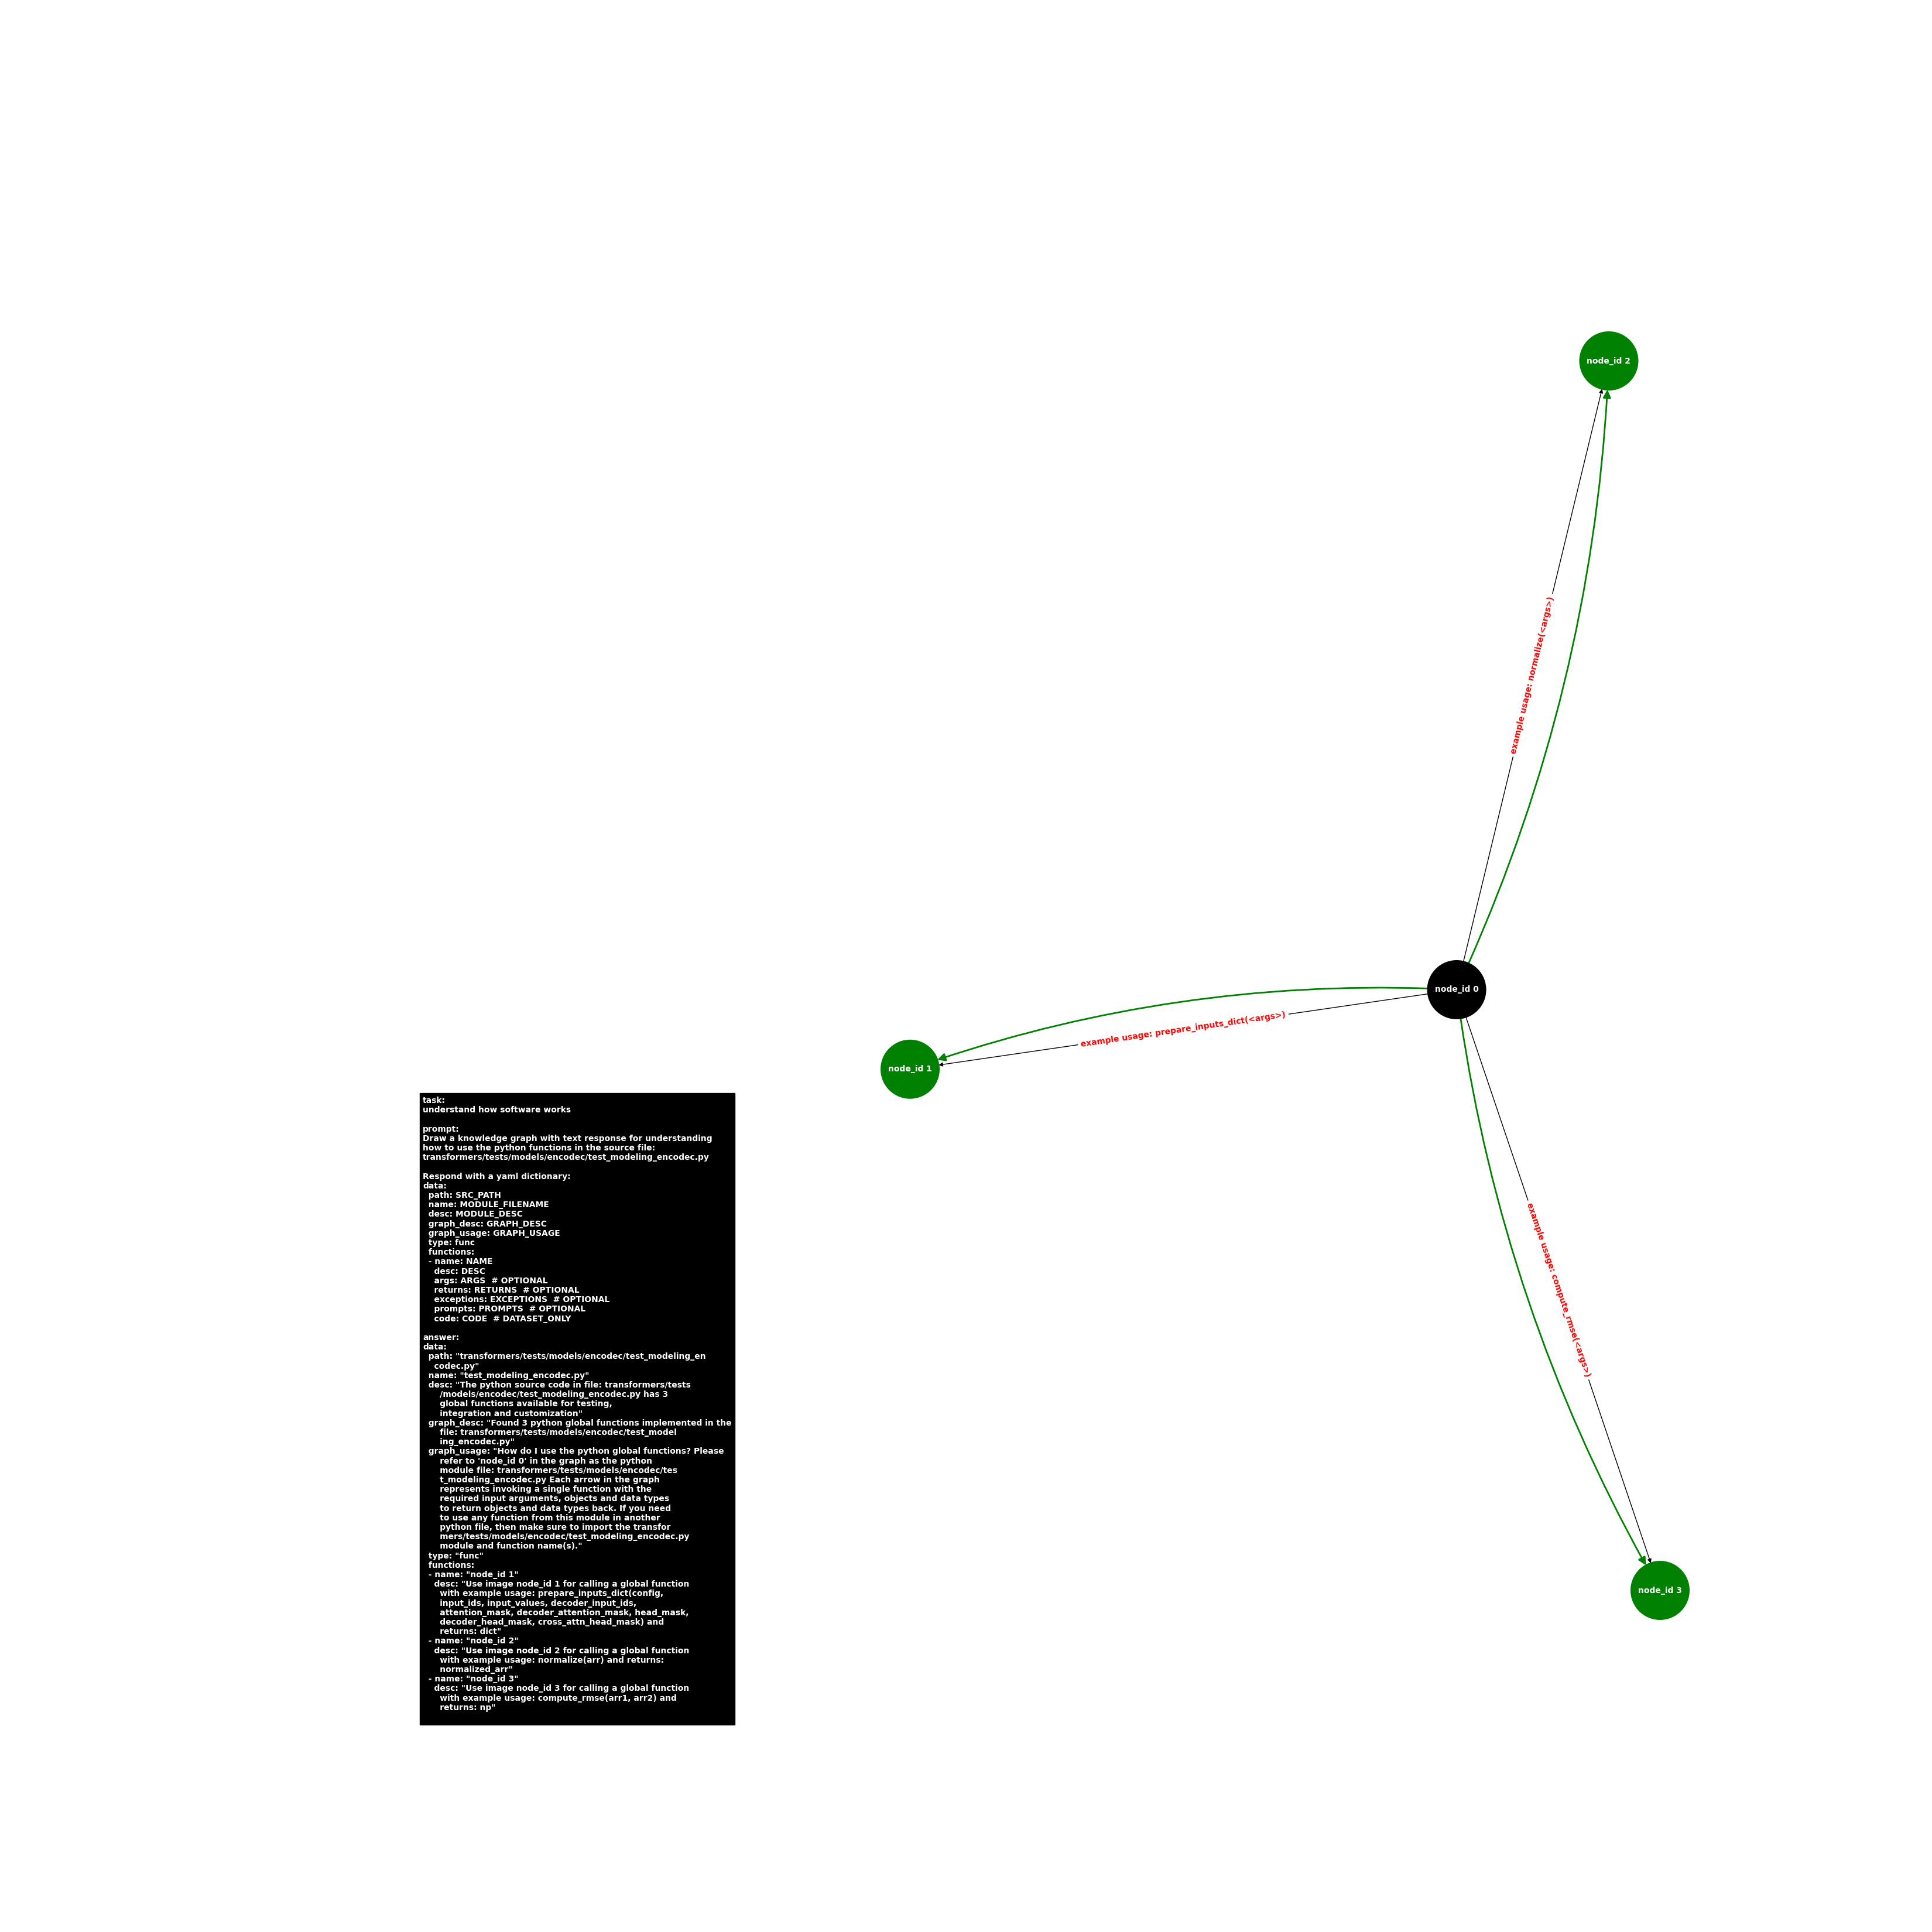 node_id 2
example usage: normalize(<args>)
node_id 0
example usage: prepare_inputs_dict(<args>)
node_id 1
example usage: compute_rmse(<args>)
node_id 3
task:
understand how software works

prompt:
Draw a knowledge graph with text response for understanding
how to use the python functions in the source file:
transformers/tests/models/encodec/test_modeling_encodec.py

Respond with a yaml dictionary:
data:
  path: SRC_PATH
  name: MODULE_FILENAME
  desc: MODULE_DESC
  graph_desc: GRAPH_DESC
  graph_usage: GRAPH_USAGE
  type: func
  functions:
  - name: NAME
    desc: DESC
    args: ARGS  # OPTIONAL
    returns: RETURNS  # OPTIONAL
    exceptions: EXCEPTIONS  # OPTIONAL
    prompts: PROMPTS  # OPTIONAL
    code: CODE  # DATASET_ONLY

answer:
data:
  path: "transformers/tests/models/encodec/test_modeling_en
    codec.py"
  name: "test_modeling_encodec.py"
  desc: "The python source code in file: transformers/tests
      /models/encodec/test_modeling_encodec.py has 3
      global functions available for testing,
      integration and customization"
  graph_desc: "Found 3 python global functions implemented in the
      file: transformers/tests/models/encodec/test_model
      ing_encodec.py"
  graph_usage: "How do I use the python global functions? Please
      refer to 'node_id 0' in the graph as the python
      module file: transformers/tests/models/encodec/tes
      t_modeling_encodec.py Each arrow in the graph
      represents invoking a single function with the
      required input arguments, objects and data types
      to return objects and data types back. If you need
      to use any function from this module in another
      python file, then make sure to import the transfor
      mers/tests/models/encodec/test_modeling_encodec.py
      module and function name(s)."
  type: "func"
  functions:
  - name: "node_id 1"
    desc: "Use image node_id 1 for calling a global function
      with example usage: prepare_inputs_dict(config,
      input_ids, input_values, decoder_input_ids,
      attention_mask, decoder_attention_mask, head_mask,
      decoder_head_mask, cross_attn_head_mask) and
      returns: dict"
  - name: "node_id 2"
    desc: "Use image node_id 2 for calling a global function
      with example usage: normalize(arr) and returns:
      normalized_arr"
  - name: "node_id 3"
    desc: "Use image node_id 3 for calling a global function
      with example usage: compute_rmse(arr1, arr2) and
      returns: np"